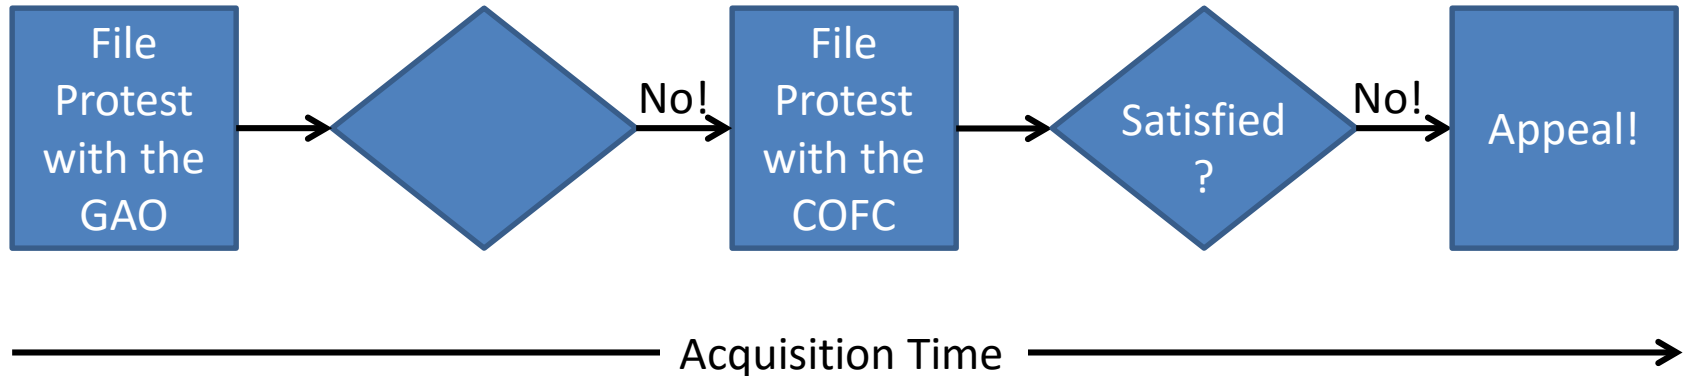 File
Protest
with the
GAO
No!
File
Protest
with the
COFC
Satisfied
?
No!
Appeal!
Acquisition Time